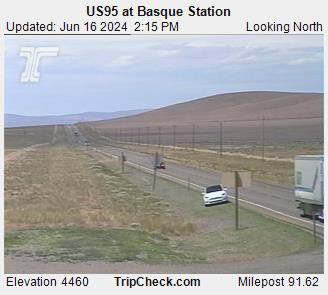 US95 at Basque Station
Updated: Jun 16 2024 2:15 PM Looking North
Elevation 4460 TripCheck.com Milepost 91.62